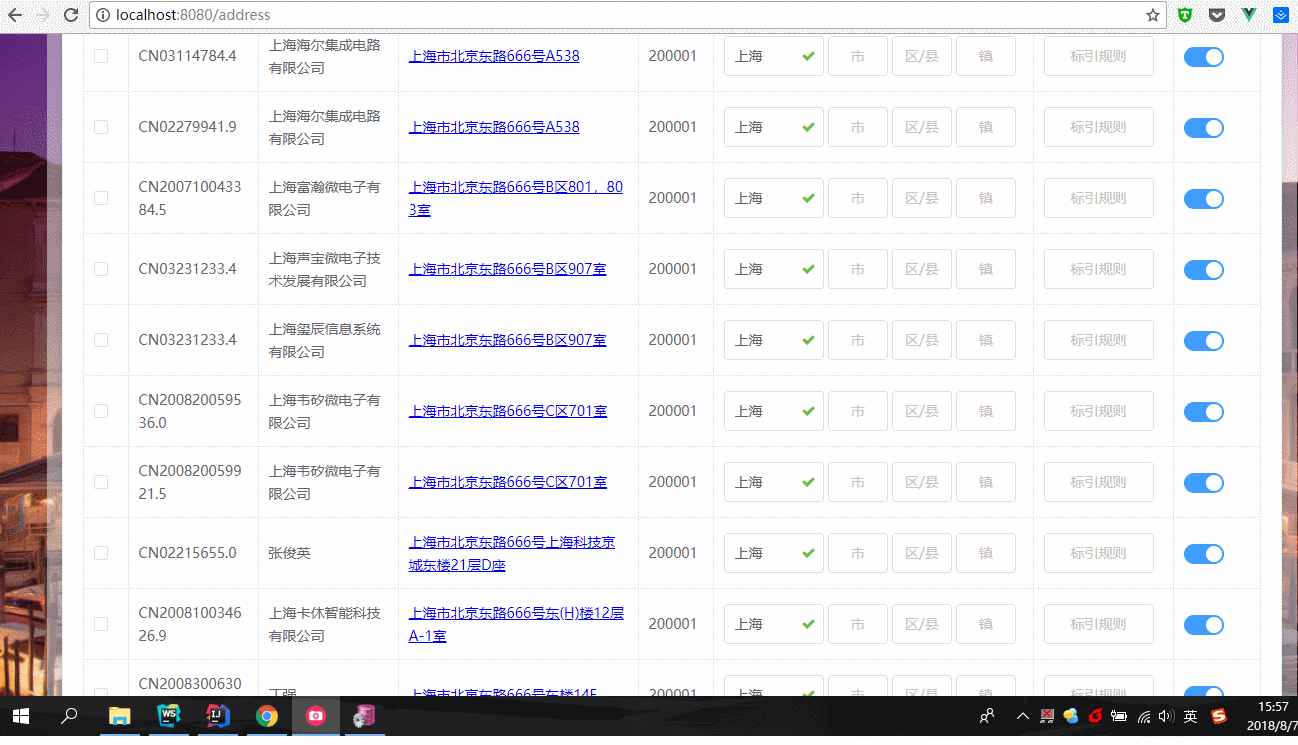 localhost:8080/address
CN03114784.4 上海海尔集成电路 上海市北京东路666号A538 200001 上海 市 区/县 镇 标引规则
有限公司
CN02279941.9 上海海尔集成电路 上海市北京东路666号A538 200001 上海 市 区/县 镇 标引规则
有限公司
CN2007100433 上海富瀚微电子有 上海市北京东路666号B区801，80 200001 上海 市 区/县 镇 标引规则
84.5 有限公司 3室
CN03231233.4 上海声宝微电子技 上海市北京东路666号B区907室 200001 上海 市 区/县 镇 标引规则
术发展有限公司
CN03231233.4 上海玺辰信息系统 上海市北京东路666号B区907室 200001 上海 市 区/县 镇 标引规则
有限公司
CN2008200595 上海韦矽微电子有 上海市北京东路666号C区701室 200001 上海 市 区/县 镇 标引规则
36.0 限公司
CN2008200599 上海韦矽微电子有 上海市北京东路666号C区701室 200001 上海 市 区/县 镇 标引规则
21.5 限公司
CN02215655.0 张俊英 上海市北京东路666号上海科技京 200001 上海 市 区/县 镇 标引规则
城东楼21层D座
CN2008100346 上海卡休智能科技 上海市北京东路666号东(H)楼12层 200001 上海 市 区/县 镇 标引规则
26.9 有限公司 A-1室
CN2008300630 丁强 上海市北京东路666号东楼14F 200001 上海 市 区/县 镇 标引规则
WS IJ 英 15:57
2018/8/7